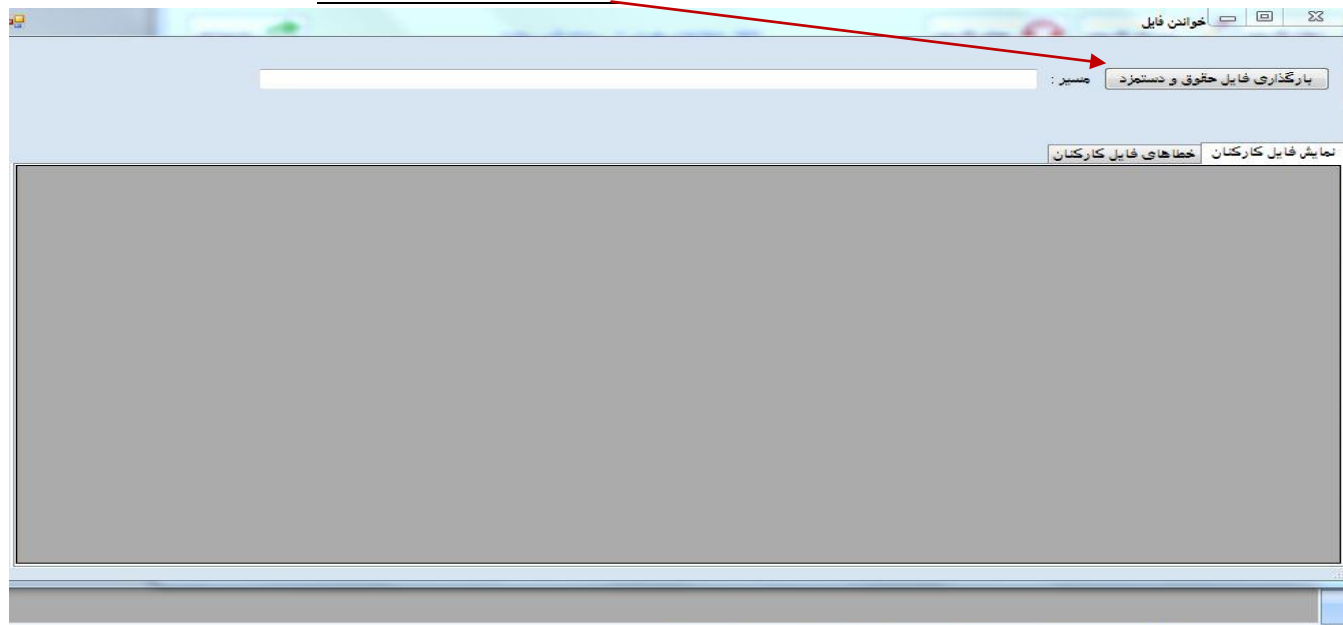 خواندن فایل
بارگذاری فایل حقوق و دستمزد مسیر :
نمایش فایل کارکنان خطاهای فایل کارکنان